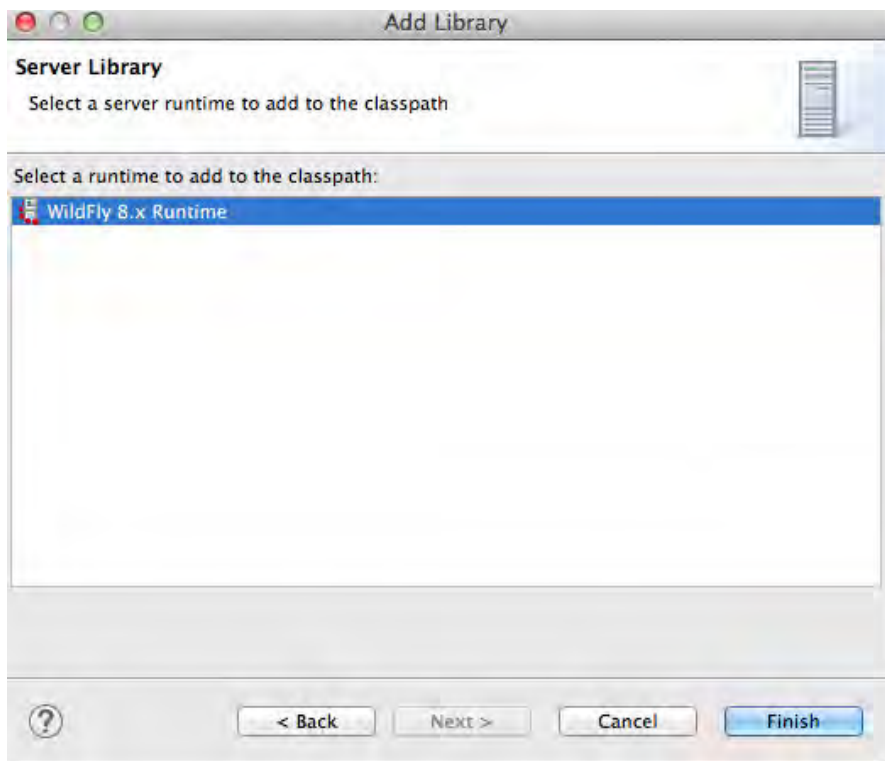 Add Library
Server Library
Select a server runtime to add to the classpath
Select a runtime to add to the classpath:
WildFly 8.x Runtime
?
< Back
Next >
Cancel
Finish